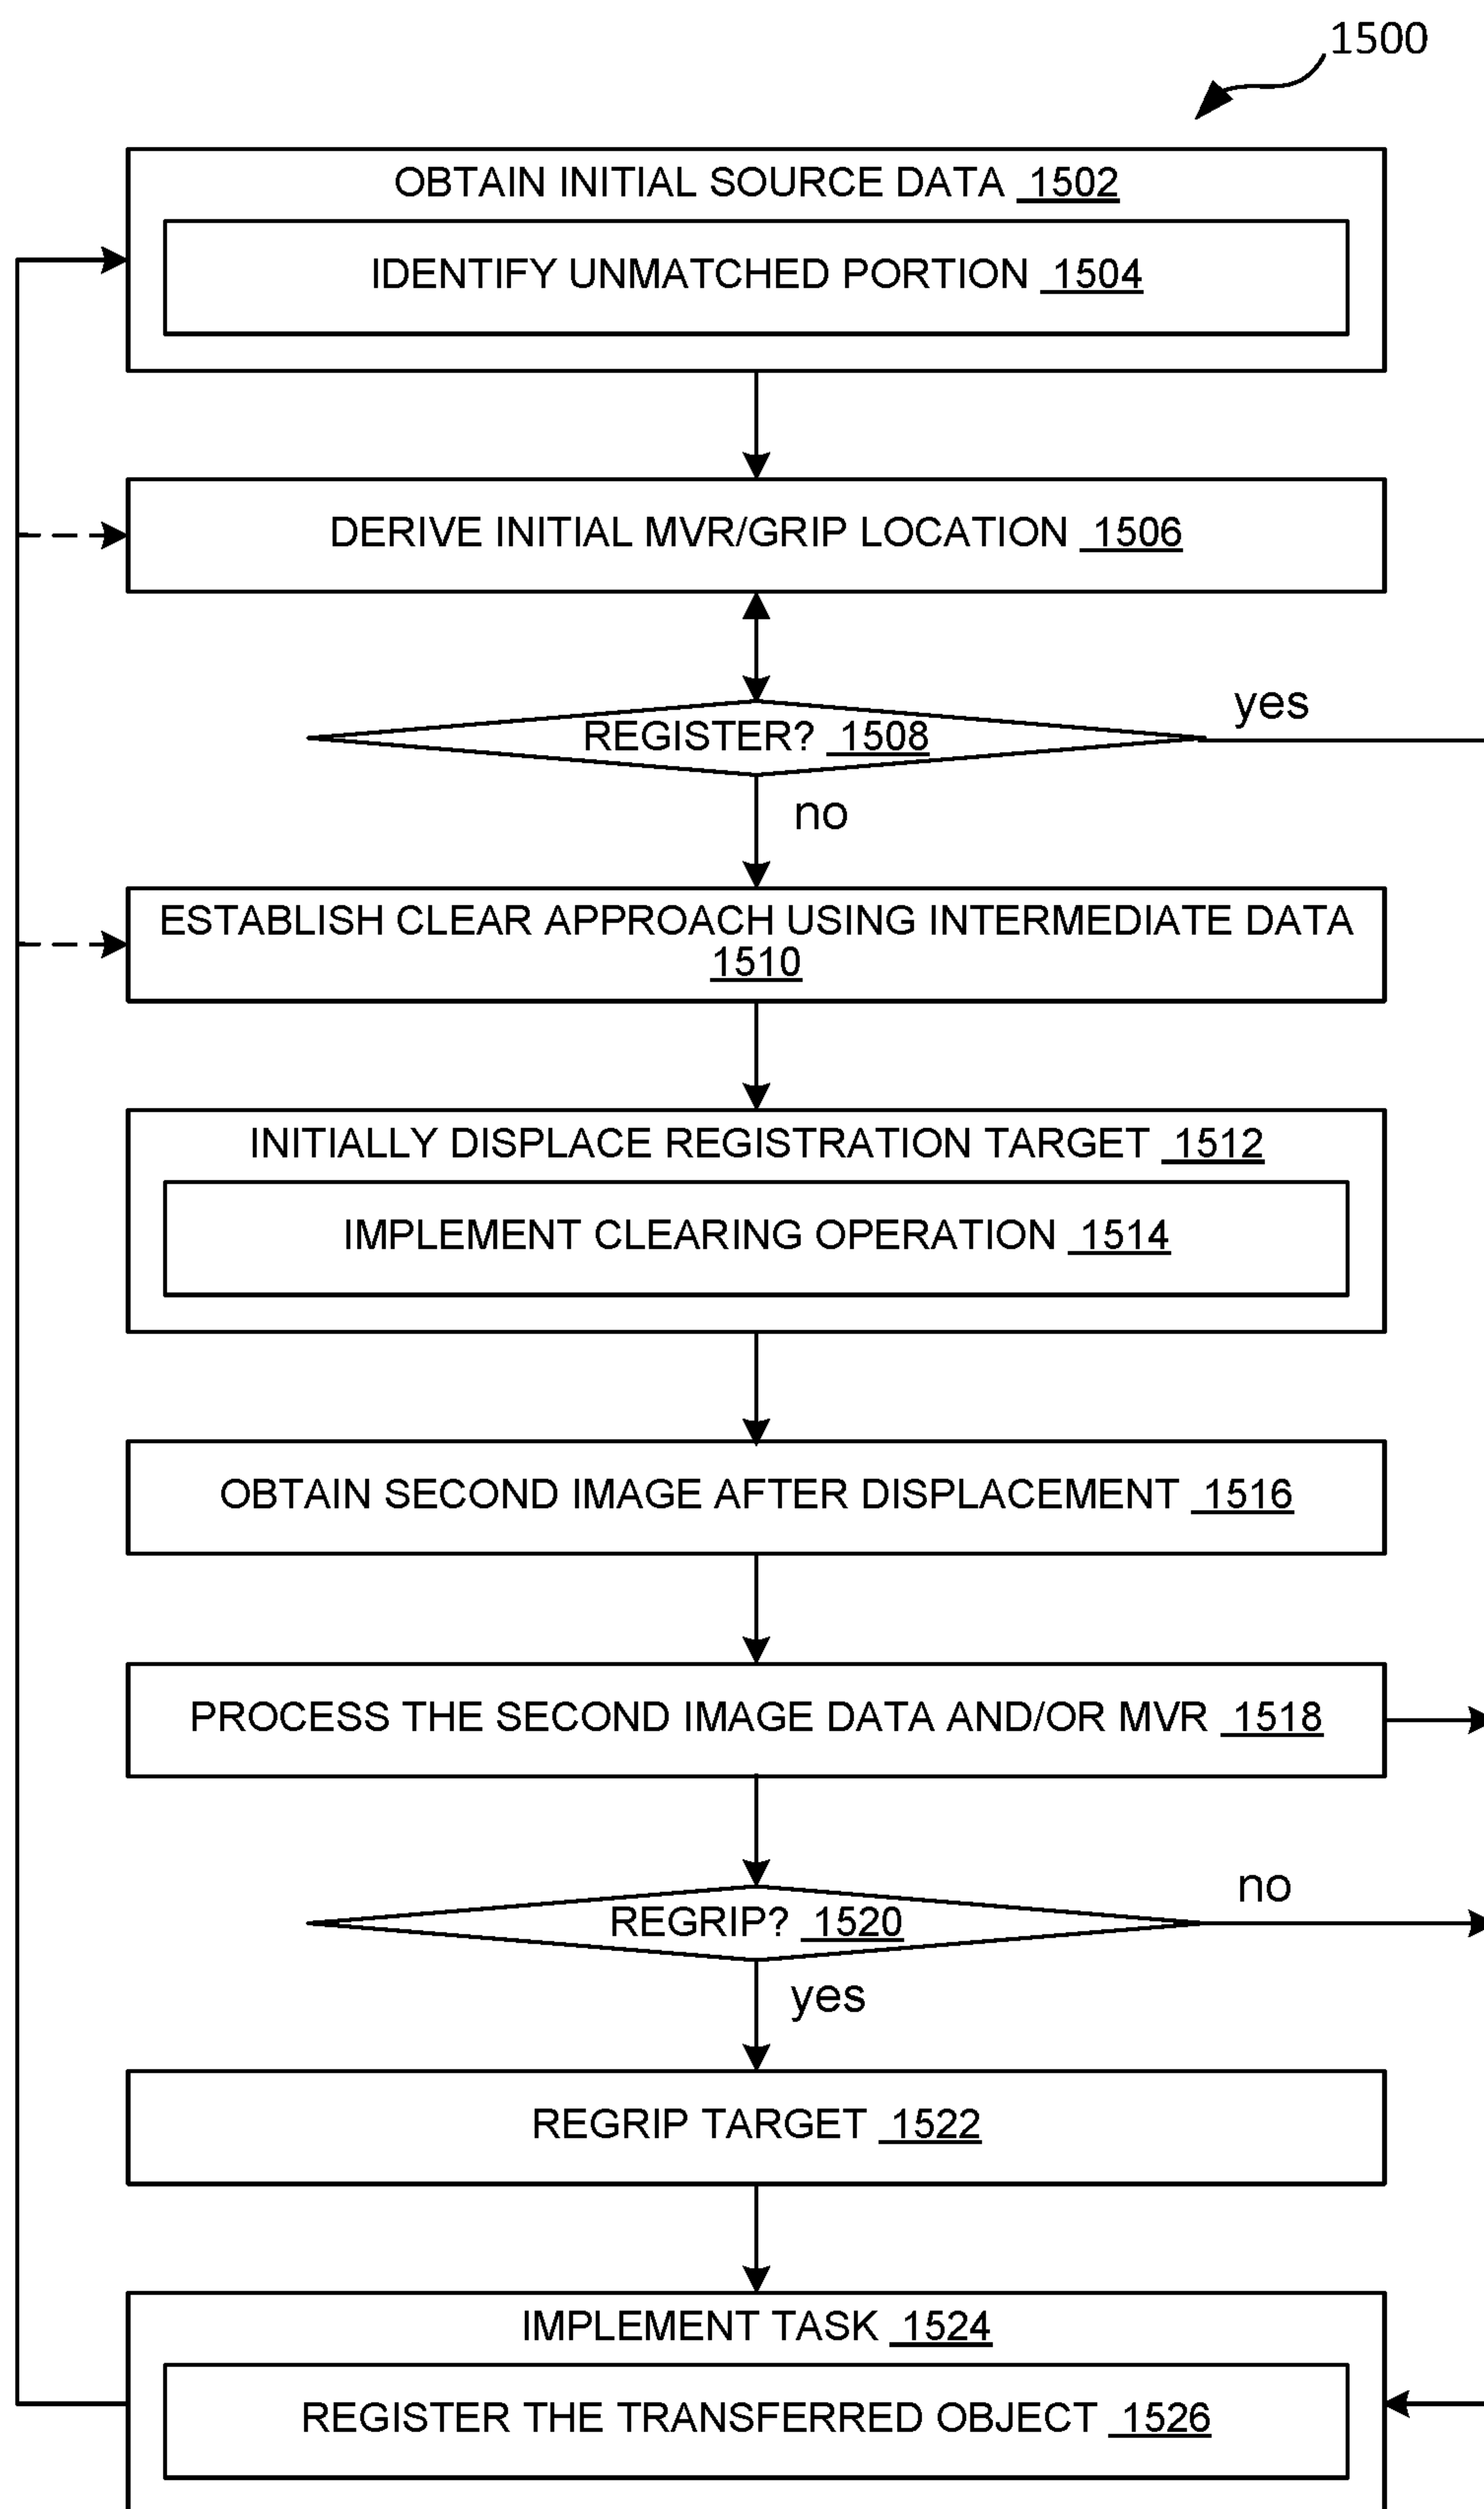 1500
OBTAIN INITIAL SOURCE DATA 1502
IDENTIFY UNMATCHED PORTION 1504
DERIVE INITIAL MVR/GRIP LOCATION 1506
REGISTER? 1508
yes
no
ESTABLISH CLEAR APPROACH USING INTERMEDIATE DATA
1510
INITIALLY DISPLACE REGISTRATION TARGET 1512
IMPLEMENT CLEARING OPERATION 1514
OBTAIN SECOND IMAGE AFTER DISPLACEMENT 1516
PROCESS THE SECOND IMAGE DATA AND/OR MVR 1518
REGRIP? 1520
no
yes
REGRIP TARGET 1522
IMPLEMENT TASK 1524
REGISTER THE TRANSFERRED OBJECT 1526